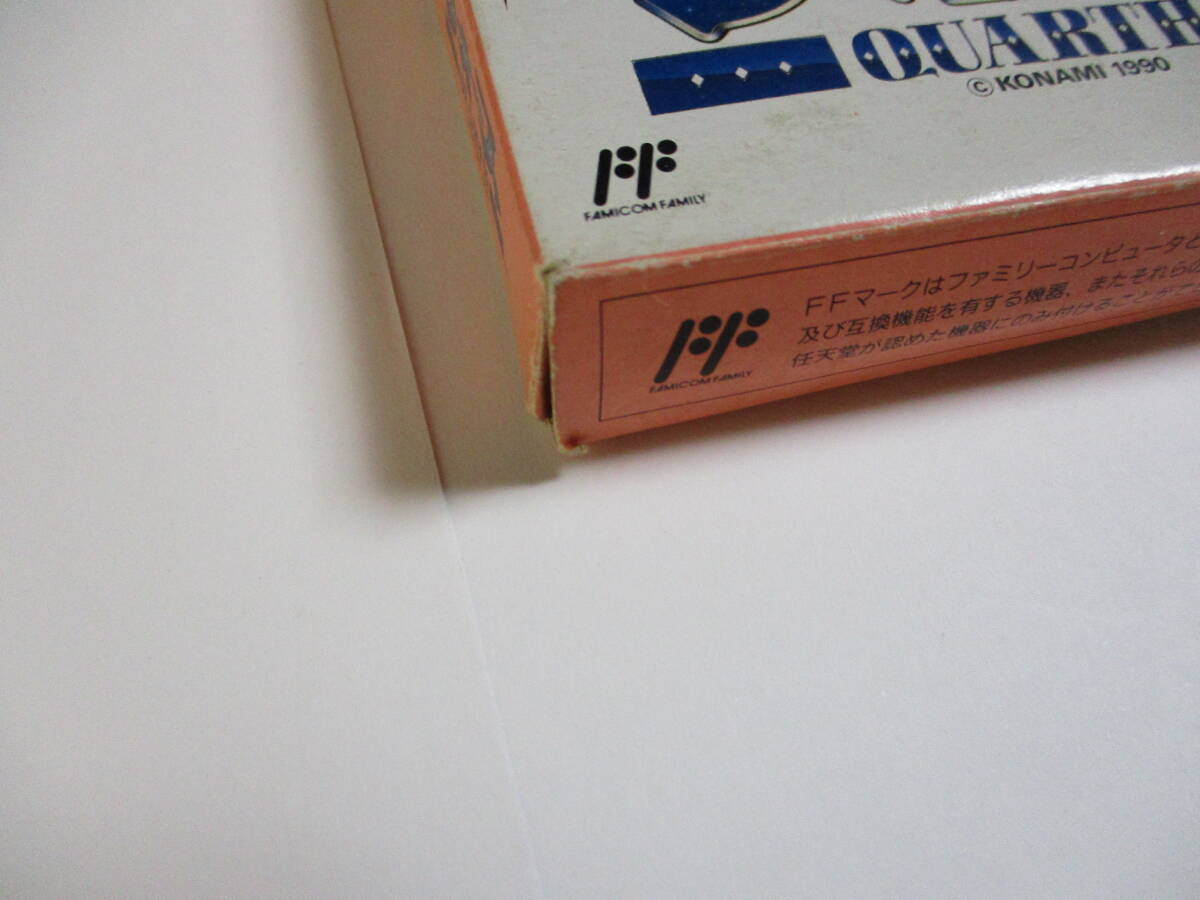 QUARTH
© KONAMI 1990
FAMICOM FAMILY
FAMICOM FAMILY
FFマークはファミリーコンピュータと
及び互換機能を有する機器、またそれらの
任天堂が認めた機器にのみ付けることがで